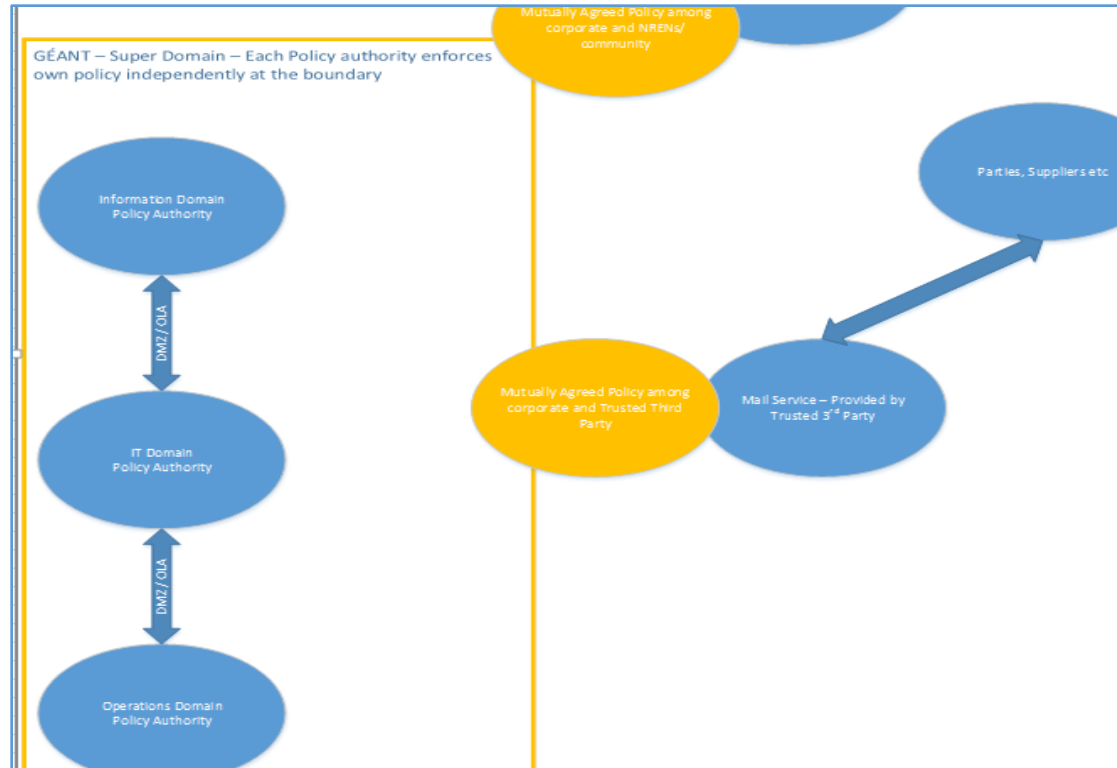 Mutually Agreed Policy among
corporate and NRENs/
community
GÉANT – Super Domain – Each Policy authority enforces
own policy independently at the boundary
Information Domain
Policy Authority
Parties, Suppliers etc
DMZ / OLA
Mutually Agreed Policy among
corporate and Trusted Third
Party
Mail Service – Provided by
Trusted 3rd Party
IT Domain
Policy Authority
DMZ / OLA
Operations Domain
Policy Authority